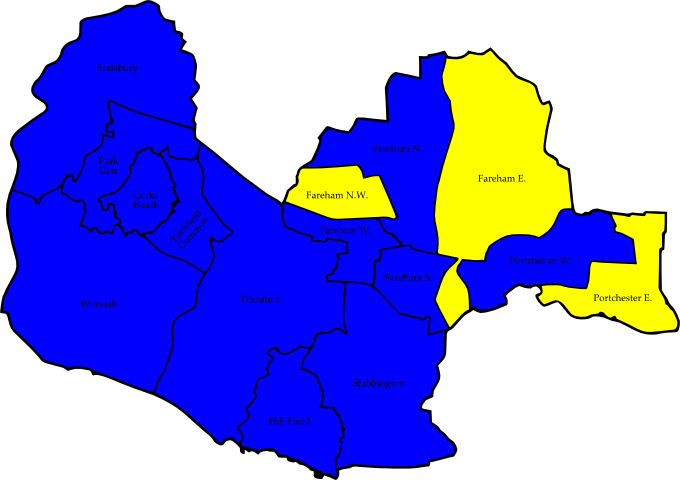 Sarisbury
Park
Gate
Locks
Heath
Titchfield
Common
Warsash
Titchfield
Hill Head
Stubbington
Fareham N.
Fareham N.W.
Fareham W.
Fareham S.
Fareham E.
Portchester W.
Portchester E.